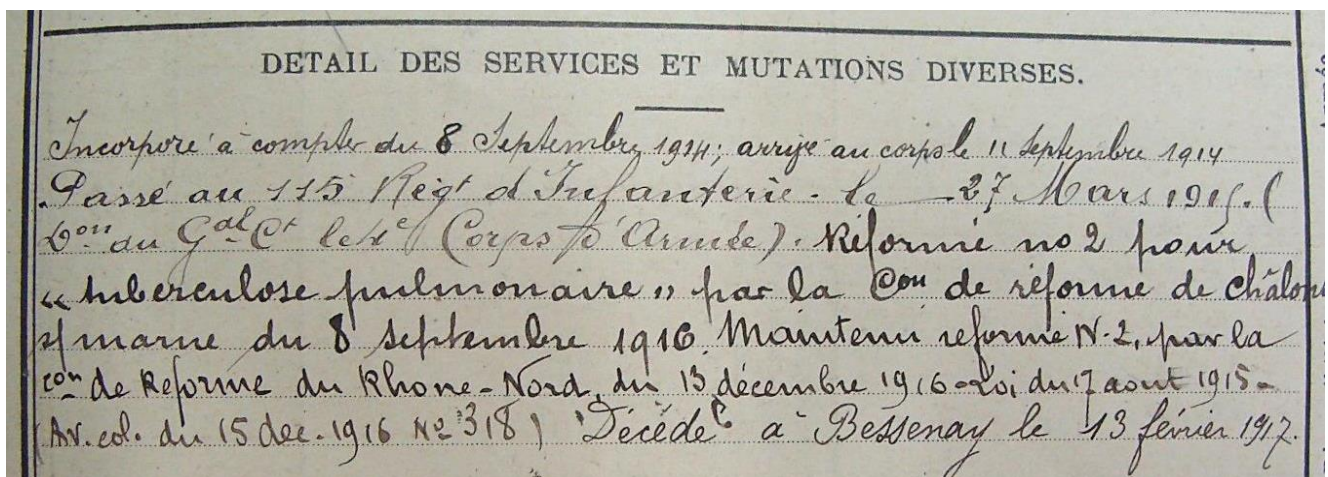 DETAIL DES SERVICES ET MUTATIONS DIVERSES.
Incorporé à compter du 8 Septembre 1914; arrivé au corps le 11 septembre 1914
Passé au 115 Régt d'Infanterie. le 27 Mars 1915. (
Don du Gal Ct le 4e Corps d'Armée). Réformé no 2 pour
« tuberculose pulmonaire » par la Con de réforme de Châlons
s/ marne du 8 septembre 1916. Maintenu reformé N-2, par la
con de Reforme du Rhone-Nord, du 13 décembre 1916 - Loi du 17 aout 1915 -
(Av. col. du 15 dec. 1916 No 318) Décédé à Bessenay le 13 février 1917.